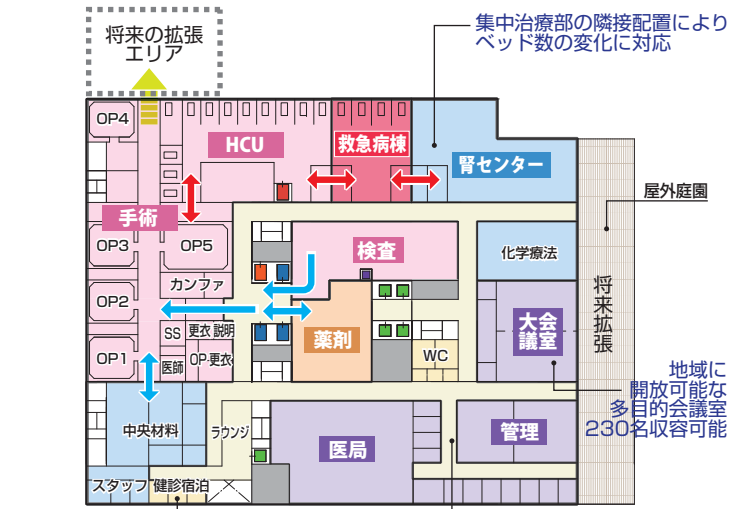 将来の拡張
エリア
集中治療部の隣接配置により
ベッド数の変化に対応
OP4
HCU
救急病棟
腎センター
屋外庭園
手術
OP3
OP5
検査
化学療法
カンファ
将来拡張
OP2
大会
議室
SS
更衣 説明
薬剤
WC
OP1
医師
OP-更衣
地域に
開放可能な
多目的会議室
230名収容可能
中央材料
ラウンジ
医局
管理
スタッフ
健診宿泊